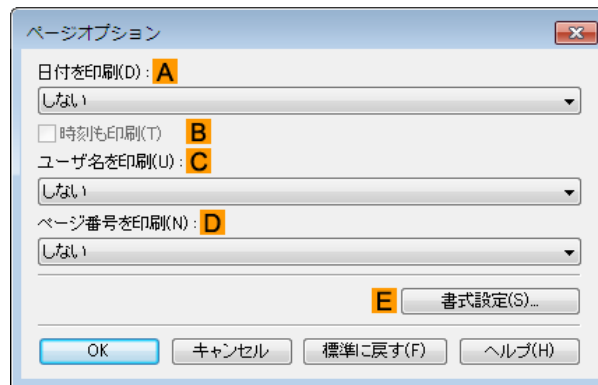 ページオプション
日付を印刷(D) : A
しない
時刻も印刷(T) B
ユーザ名を印刷(U) : C
しない
ページ番号を印刷(N) : D
しない
E 書式設定(S)...
OK キャンセル 標準に戻す(F) ヘルプ(H)